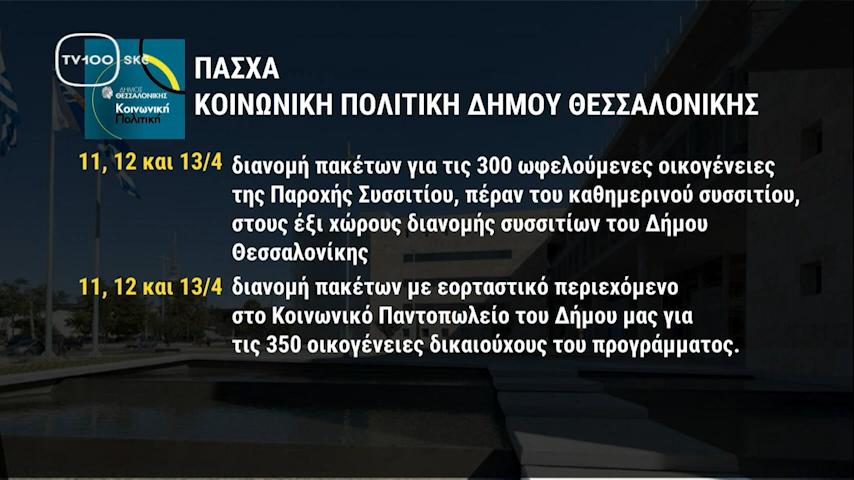 TV100 SKG
ΔΗΜΟΣ
ΘΕΣΣΑΛΟΝΙΚΗΣ
Κοινωνική
Πολιτική
ΠΑΣΧΑ
ΚΟΙΝΩΝΙΚΗ ΠΟΛΙΤΙΚΗ ΔΗΜΟΥ ΘΕΣΣΑΛΟΝΙΚΗΣ
11, 12 και 13/4 διανομή πακέτων για τις 300 ωφελούμενες οικογένειες
της Παροχής Συσσιτίου, πέραν του καθημερινού συσσιτίου,
στους έξι χώρους διανομής συσσιτίων του Δήμου
Θεσσαλονίκης
11, 12 και 13/4 διανομή πακέτων με εορταστικό περιεχόμενο
στο Κοινωνικό Παντοπωλείο του Δήμου μας για
τις 350 οικογένειες δικαιούχους του προγράμματος.